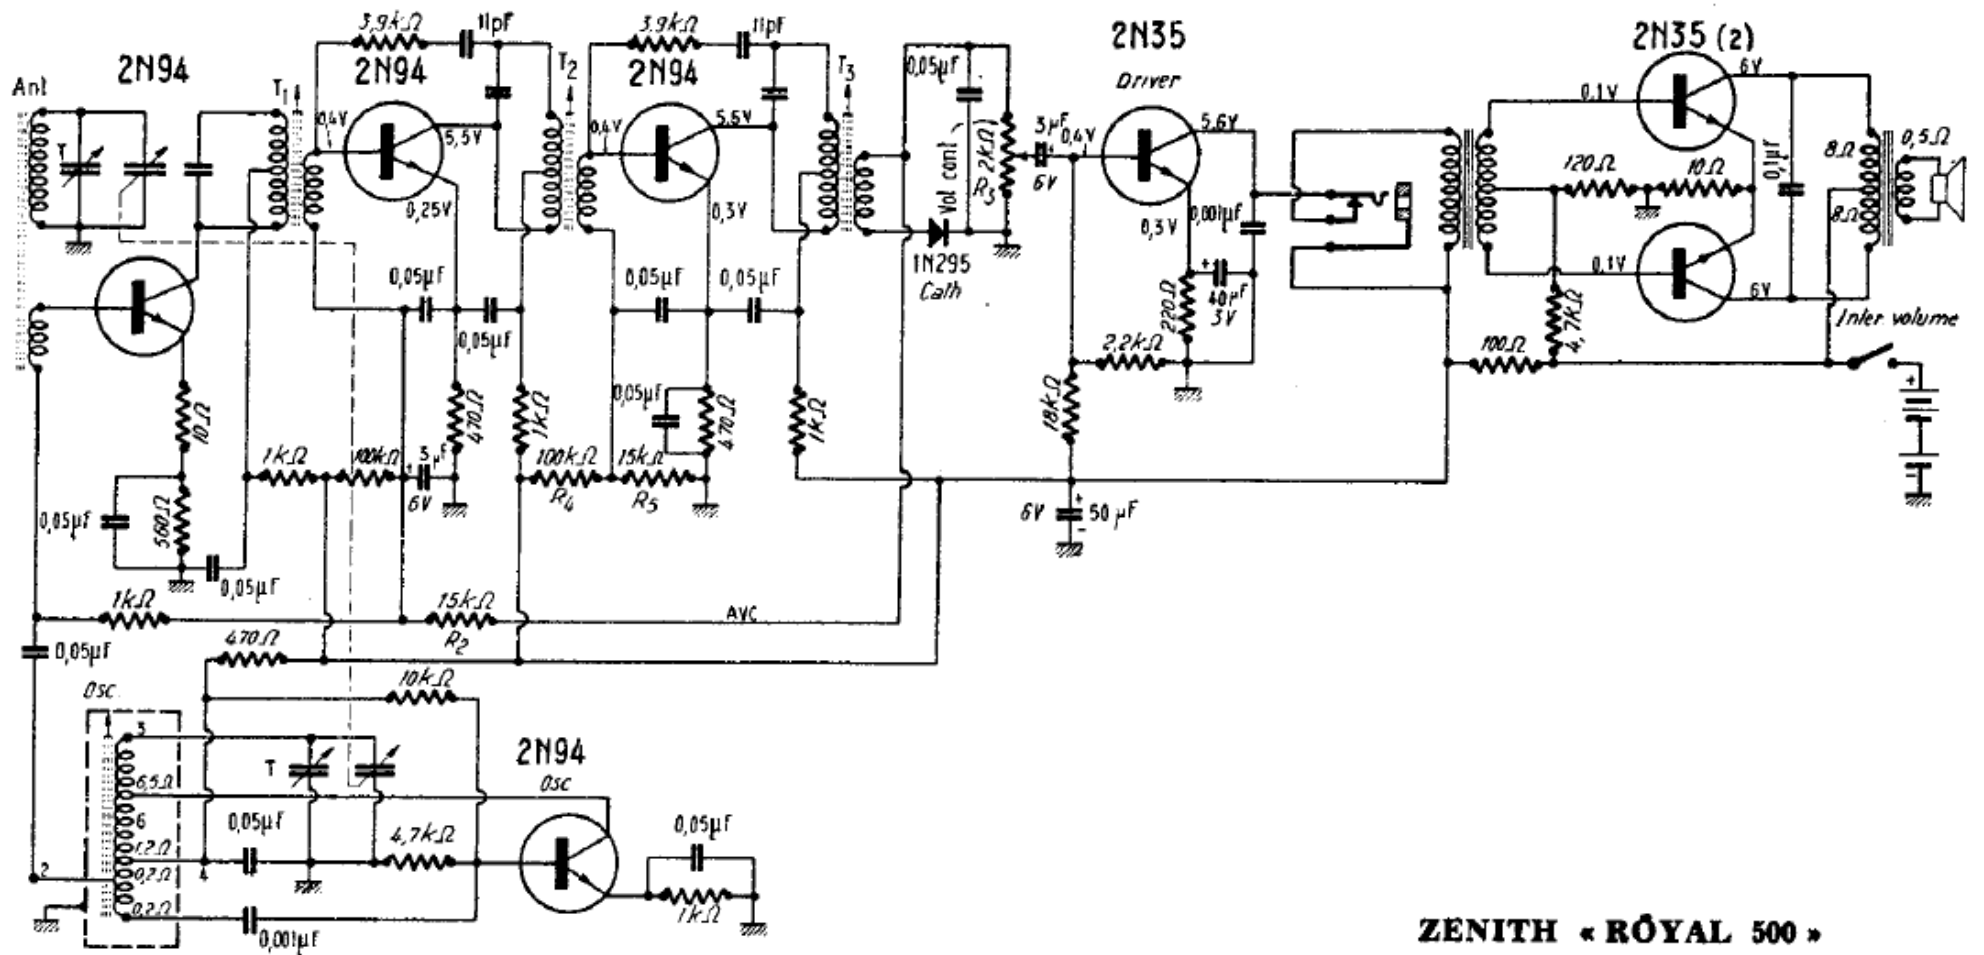 3,9kΩ
11pF
3.9kΩ
11pF
2N35
2N35 (2)
2N94
2N94
2N94
Ant
T1
T2
T3
0,05µF
Driver
6V
0,1V
0,4V
5,5V
0,4V
5,6V
Vol cont
2,2kΩ
R3
3µF
6V
0,4V
5,6V
T
120Ω
10Ω
0,1µF
8Ω
8Ω
0,5Ω
0,25V
0,3V
0,3V
0,001µF
1N295
Cath
0,05µF
0,05µF
0,05µF
0,05µF
40µF
3V
220Ω
0,1V
6V
4,7kΩ
Inter. volume
2,2kΩ
100Ω
10Ω
470Ω
1kΩ
0,05µF
470Ω
1kΩ
18kΩ
1kΩ
100kΩ
3µF
6V
100kΩ
R4
15kΩ
R5
0,05µF
560Ω
0,05µF
6V
50µF
1kΩ
15kΩ
R2
AVC
470Ω
0,05µF
10kΩ
Osc.
3
T
2N94
Osc
6,5Ω
6
0,05µF
4,7kΩ
0,05µF
1,2Ω
2
0,2Ω
4
0,2Ω
0,001µF
1kΩ
ZENITH « ROYAL 500 »